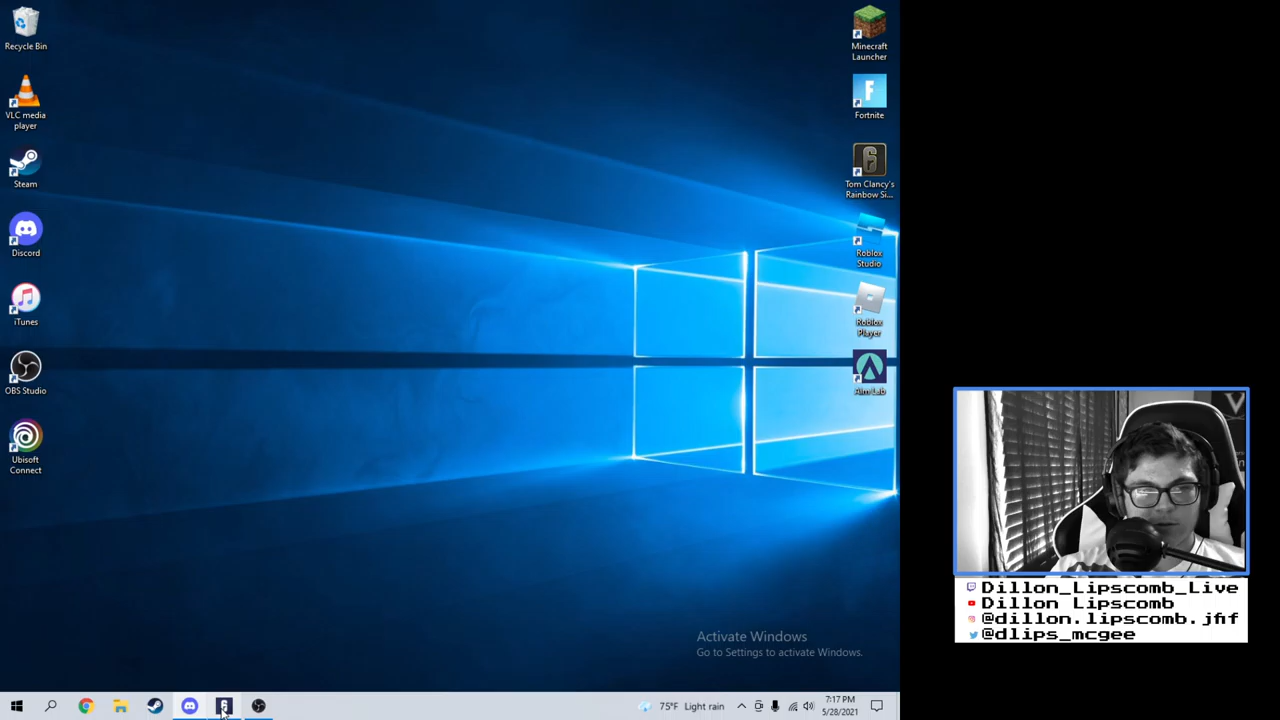 Recycle Bin
VLC media
player
Steam
Discord
iTunes
OBS Studio
Ubisoft
Connect
Minecraft
Launcher
Fortnite
Tom Clancy's
Rainbow Si...
Roblox
Studio
Roblox
Player
Aim Lab
Activate Windows
Go to Settings to activate Windows.
75°F Light rain
7:17 PM
5/28/2021
Dillon_Lipscomb_Live
Dillon Lipscomb
@dillon.lipscomb.jfif
@dlips_mcgee